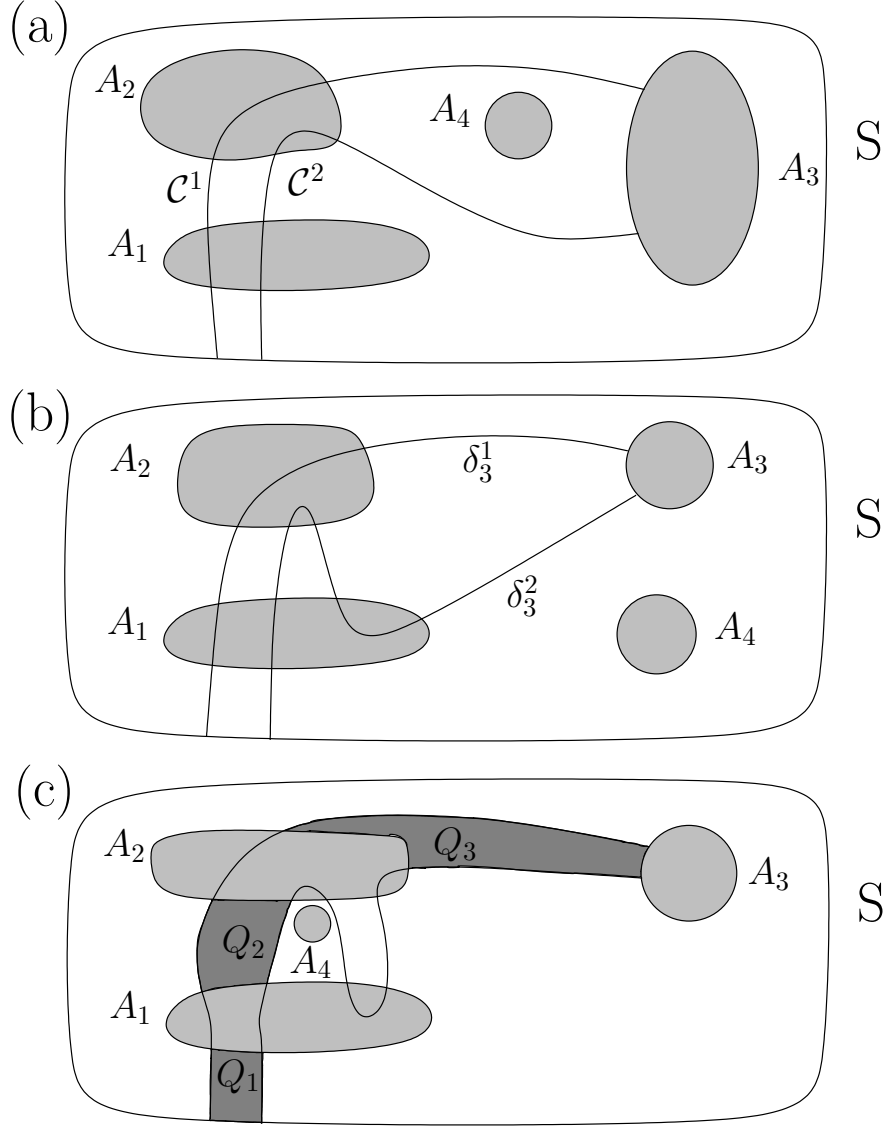 (a)
A₂
A₄
S
𝒞¹
𝒞²
A₃
A₁
(b)
A₂
δ₃¹
A₃
S
δ₃²
A₁
A₄
(c)
A₂
Q₃
A₃
S
Q₂
A₄
A₁
Q₁